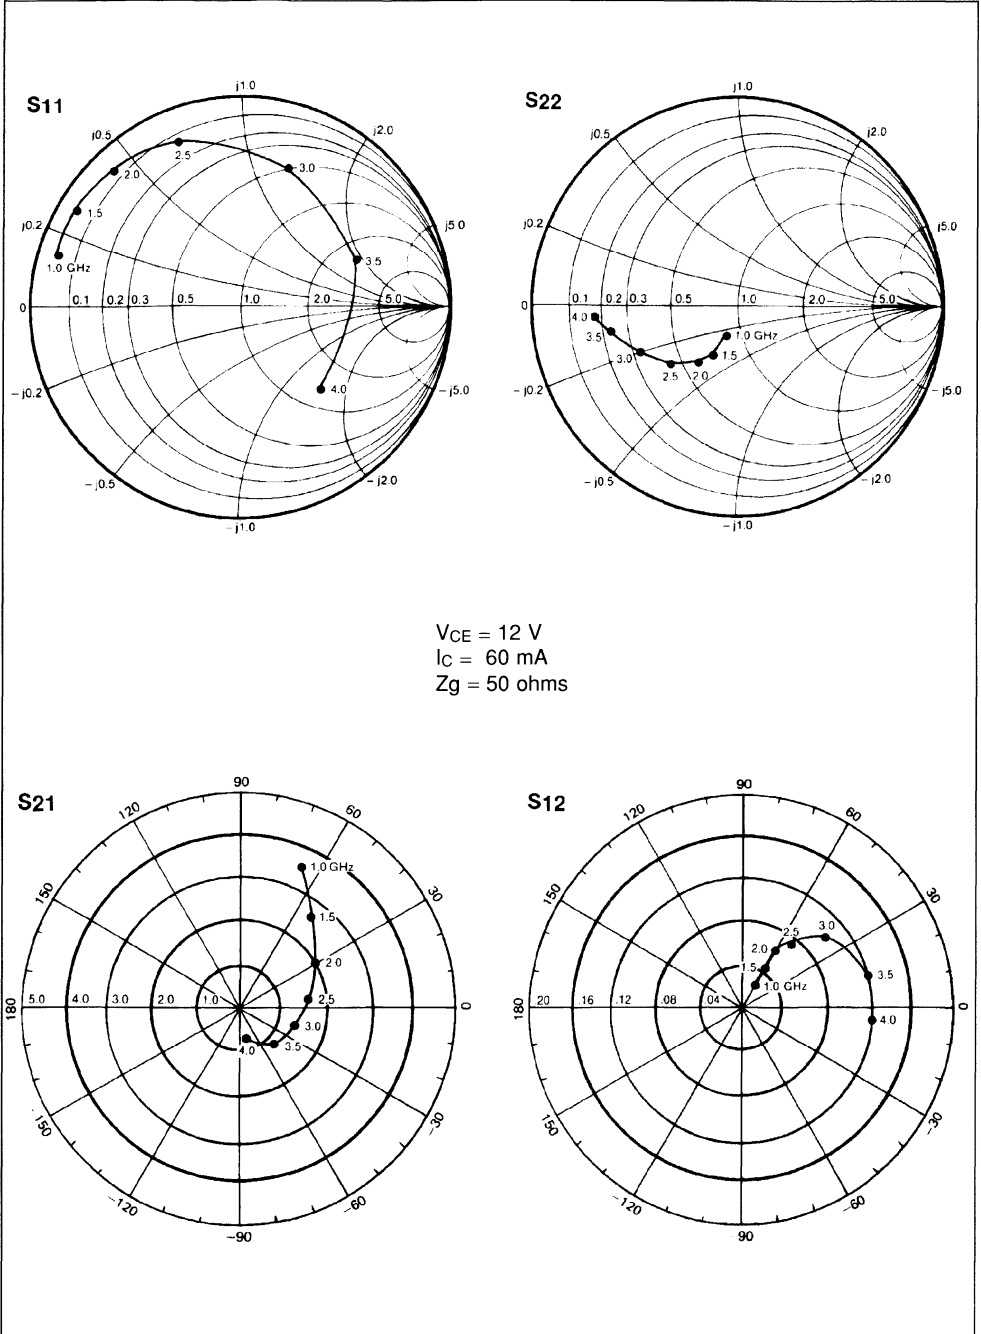 S11
j1.0
j0.5
j2.0
2.5
3.0
2.0
1.5
j0.2
j5.0
1.0 GHz
3.5
0
0.1
0.2
0.3
0.5
1.0
2.0
5.0
4.0
-j0.2
-j5.0
-j0.5
-j2.0
-j1.0
S22
j1.0
j0.5
j2.0
j0.2
j5.0
0
0.1
0.2
0.3
0.5
1.0
2.0
5.0
4.0
3.5
1.0 GHz
3.0
1.5
2.5
2.0
-j0.2
-j5.0
-j0.5
-j2.0
-j1.0
VCE = 12 V
IC = 60 mA
Zg = 50 ohms
S21
90
120
60
1.0 GHz
150
30
1.5
2.0
180
5.0
4.0
3.0
2.0
1.0
2.5
0
3.0
4.0
3.5
150
-30
-120
-60
-90
S12
90
120
60
150
30
2.5
3.0
2.0
1.5
3.5
1.0 GHz
180
20
.16
.12
.08
04
0
4.0
150
-30
-120
-60
90